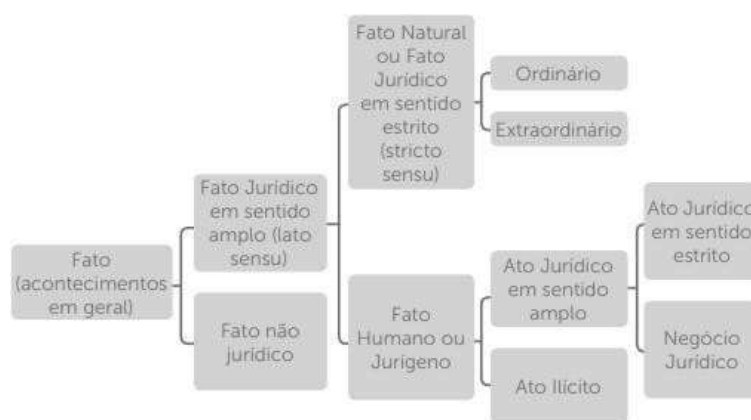 Fato
(acontecimentos
em geral)
Fato Jurídico
em sentido
amplo (lato
sensu)
Fato não
jurídico
Fato Natural
ou Fato
Jurídico
em sentido
estrito
(stricto
sensu)
Ordinário
Extraordinário
Fato
Humano ou
Jurígeno
Ato Jurídico
em sentido
amplo
Ato Ilícito
Ato Jurídico
em sentido
estrito
Negócio
Jurídico